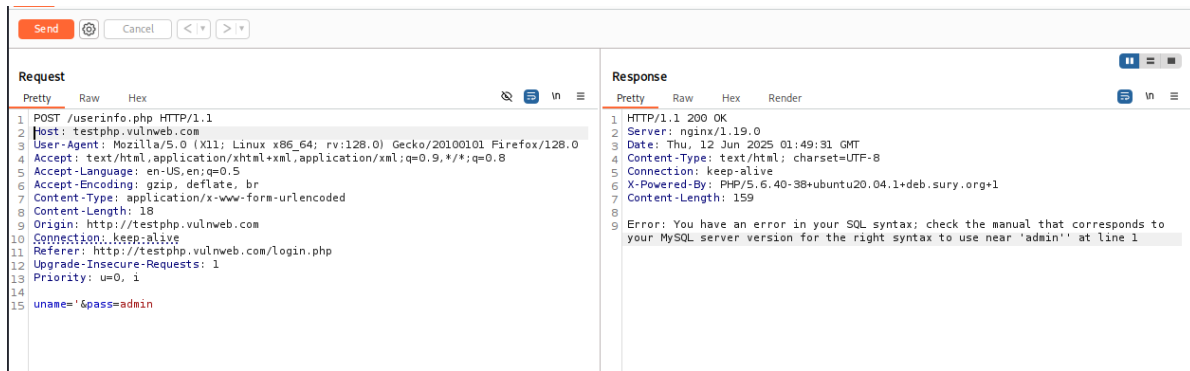 Send Cancel < >
Request
Pretty Raw Hex \n
1 POST /userinfo.php HTTP/1.1
2 Host: testphp.vulnweb.com
3 User-Agent: Mozilla/5.0 (X11; Linux x86_64; rv:128.0) Gecko/20100101 Firefox/128.0
4 Accept: text/html,application/xhtml+xml,application/xml;q=0.9,*/*;q=0.8
5 Accept-Language: en-US,en;q=0.5
6 Accept-Encoding: gzip, deflate, br
7 Content-Type: application/x-www-form-urlencoded
8 Content-Length: 18
9 Origin: http://testphp.vulnweb.com
10 Connection: keep-alive
11 Referer: http://testphp.vulnweb.com/login.php
12 Upgrade-Insecure-Requests: 1
13 Priority: u=0, i
14
15 uname='&pass=admin
Response
Pretty Raw Hex Render \n
1 HTTP/1.1 200 OK
2 Server: nginx/1.19.0
3 Date: Thu, 12 Jun 2025 01:49:31 GMT
4 Content-Type: text/html; charset=UTF-8
5 Connection: keep-alive
6 X-Powered-By: PHP/5.6.40-38+ubuntu20.04.1+deb.sury.org+1
7 Content-Length: 159
8
9 Error: You have an error in your SQL syntax; check the manual that corresponds to
your MySQL server version for the right syntax to use near 'admin'' at line 1